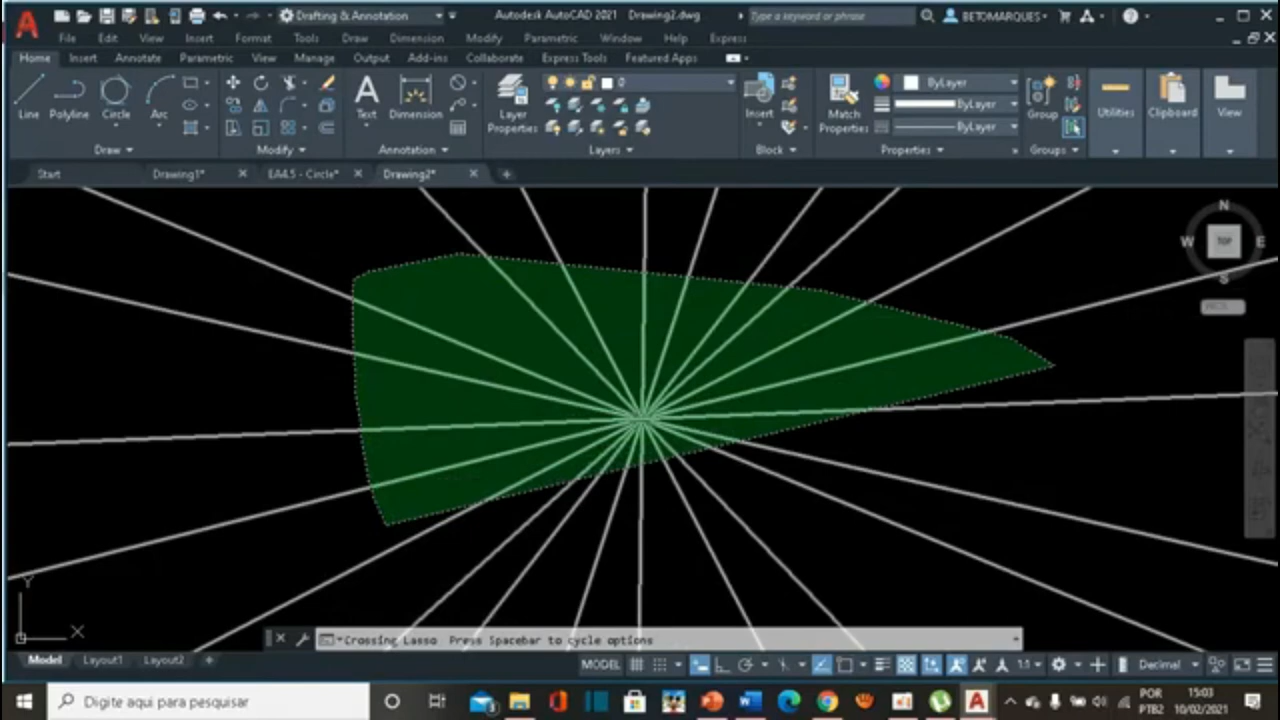 Drafting & Annotation
Autodesk AutoCAD 2021 Drawing2.dwg
Type a keyword or phrase
BETOMARQUES
File Edit View Insert Format Tools Draw Dimension Modify Parametric Window Help Express
Home Insert Annotate Parametric View Manage Output Add-ins Collaborate Express Tools Featured Apps
Line Polyline Circle Arc
Text Dimension
Layer Properties
0
Insert
Match Properties
ByLayer
ByLayer
ByLayer
Group
Utilities
Clipboard
View
Draw Modify Annotation Layers Block Properties Groups
Start Drawing1* EA4.5 - Circle* Drawing2*
N
W TOP E
S
Y
X
Crossing Lasso Press Spacebar to cycle options
Model Layout1 Layout2 +
MODEL 1:1 Decimal
Digite aqui para pesquisar
POR
PTB2
15:03
10/02/2021